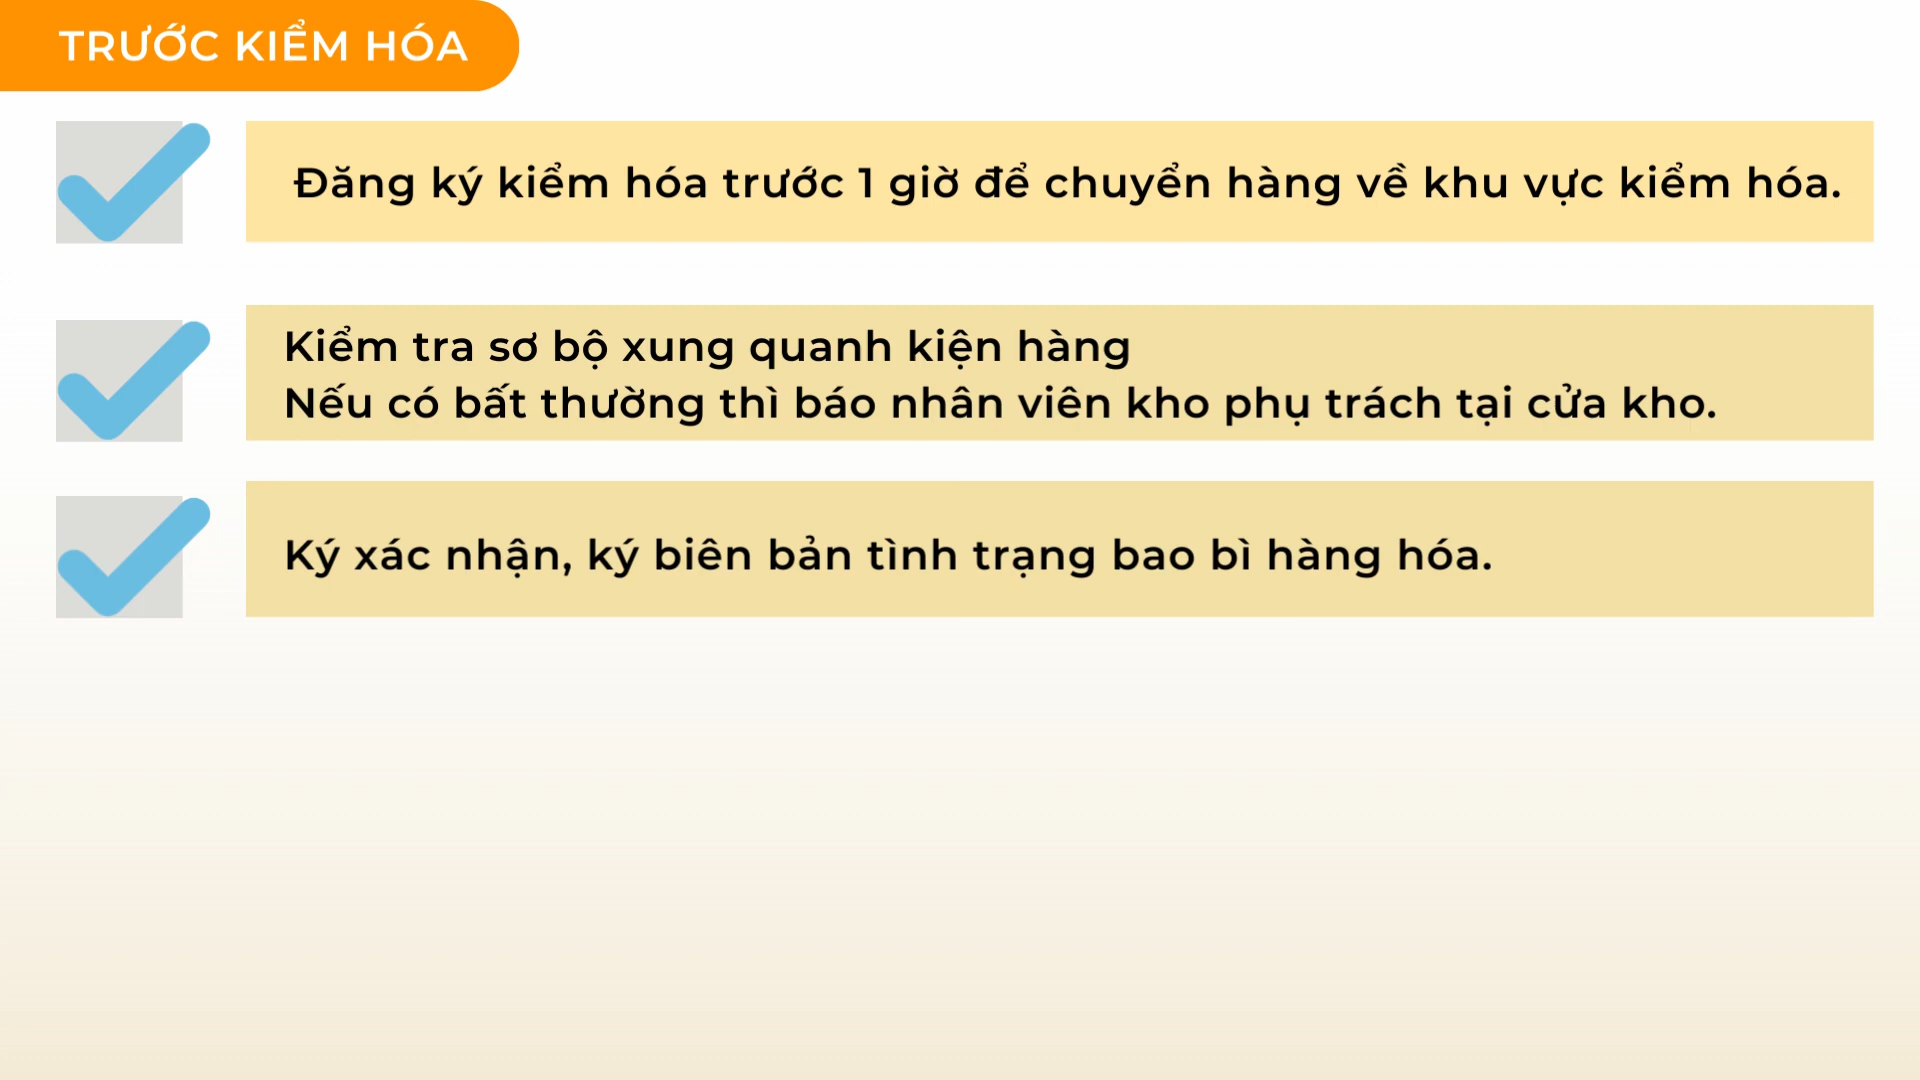 TRƯỚC KIỂM HÓA
Đăng ký kiểm hóa trước 1 giờ để chuyển hàng về khu vực kiểm hóa.
Kiểm tra sơ bộ xung quanh kiện hàng
Nếu có bất thường thì báo nhân viên kho phụ trách tại cửa kho.
Ký xác nhận, ký biên bản tình trạng bao bì hàng hóa.